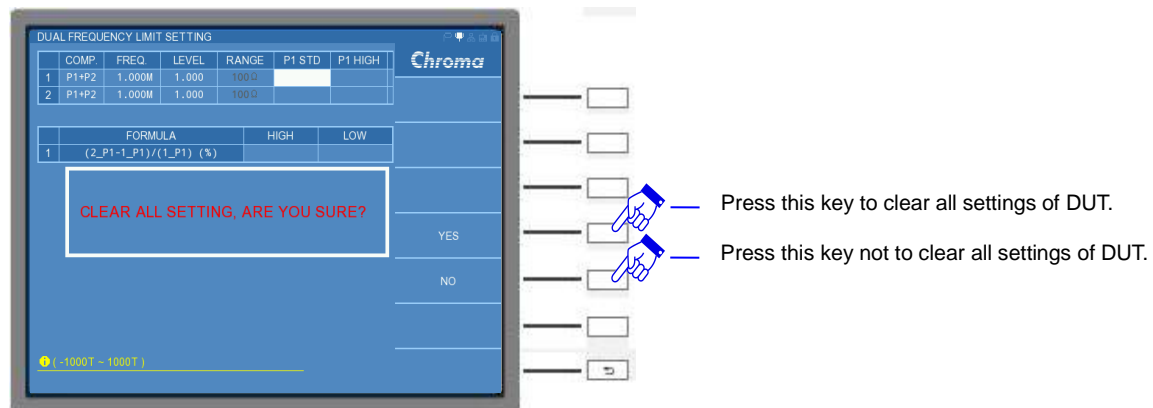 DUAL FREQUENCY LIMIT SETTING
Chroma
COMP. FREQ. LEVEL RANGE P1 STD P1 HIGH
1 P1+P2 1.000M 1.000 100Ω
2 P1+P2 1.000M 1.000 100Ω
FORMULA HIGH LOW
1 (2_P1-1_P1)/(1_P1) (%)
CLEAR ALL SETTING, ARE YOU SURE?
YES
NO
( -1000T ~ 1000T )
Press this key to clear all settings of DUT.
Press this key not to clear all settings of DUT.